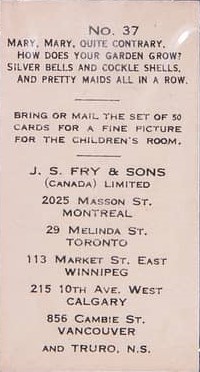 No. 37
MARY, MARY, QUITE CONTRARY,
HOW DOES YOUR GARDEN GROW?
SILVER BELLS AND COCKLE SHELLS,
AND PRETTY MAIDS ALL IN A ROW.
BRING OR MAIL THE SET OF 50
CARDS FOR A FINE PICTURE
FOR THE CHILDREN'S ROOM.
J. S. FRY & SONS
(CANADA) LIMITED
2025 MASSON ST.
MONTREAL
29 MELINDA ST.
TORONTO
113 MARKET ST. EAST
WINNIPEG
215 10TH AVE. WEST
CALGARY
856 CAMBIE ST.
VANCOUVER
AND TRURO, N.S.